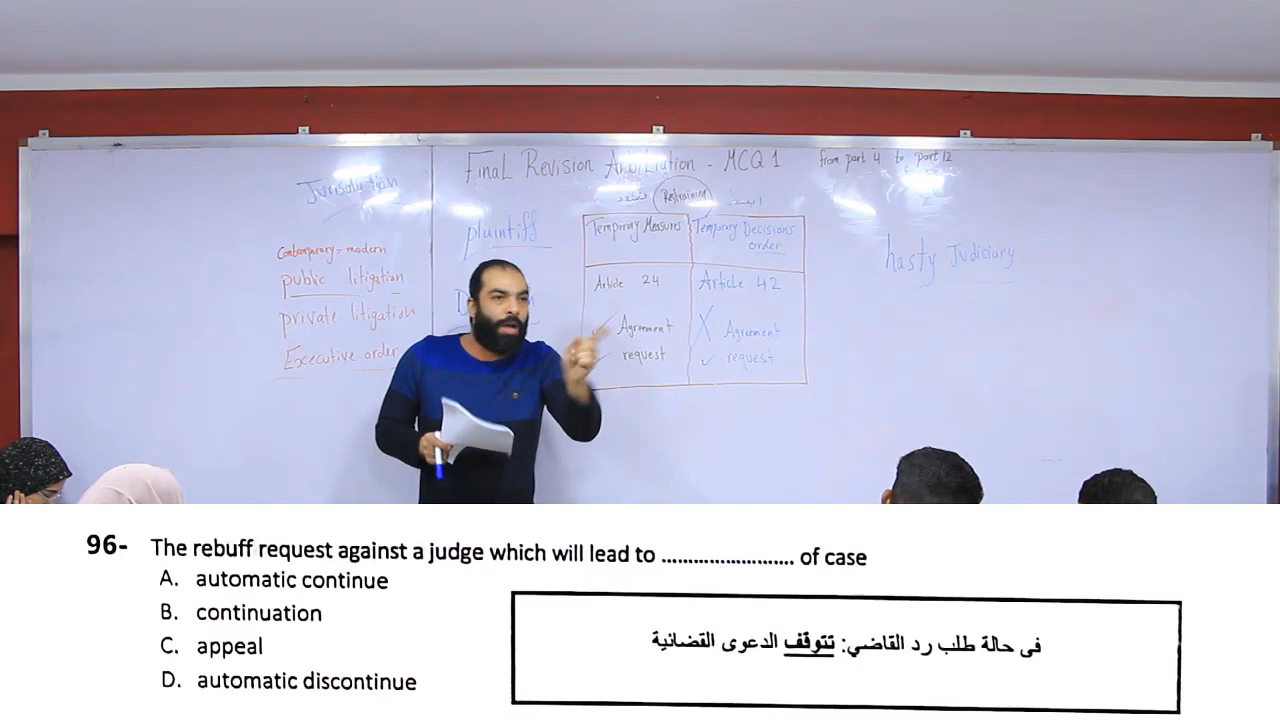 Final Revision Arbitration - MCQ 1
from part 4 to part 12
Jurisdiction
Contemporary = modern
public litigation
private litigation
Executive order
plaintiff
Restraining
Temporary Measures
Temporary Decisions
order
Article 24
Article 42
Agreement
Agreement
request
request
hasty Judiciary
96- The rebuff request against a judge which will lead to ......................... of case
A. automatic continue
B. continuation
C. appeal
D. automatic discontinue
فى حالة طلب رد القاضي: تتوقف الدعوى القضائية